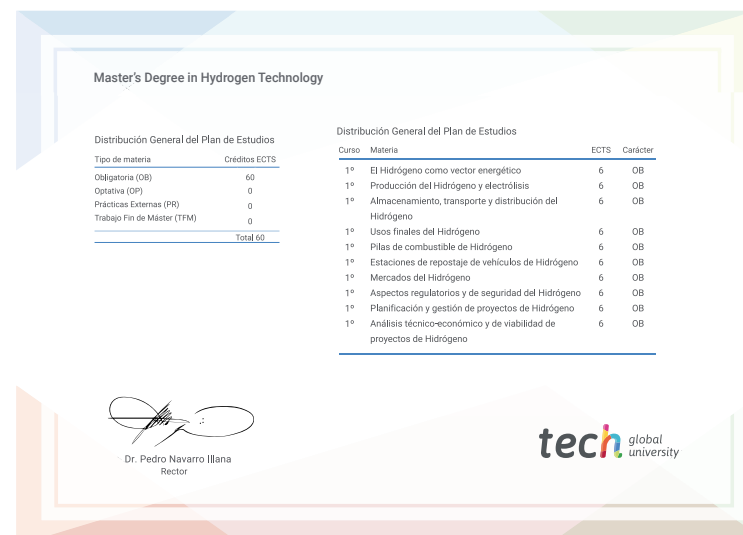 Master's Degree in Hydrogen Technology
Distribución General del Plan de Estudios
Tipo de materia Créditos ECTS
Obligatoria (OB) 60
Optativa (OP) 0
Prácticas Externas (PR) 0
Trabajo Fin de Máster (TFM) 0
Total 60
Distribución General del Plan de Estudios
Curso Materia ECTS Carácter
1º El Hidrógeno como vector energético 6 OB
1º Producción del Hidrógeno y electrólisis 6 OB
1º Almacenamiento, transporte y distribución del 6 OB
Hidrógeno
1º Usos finales del Hidrógeno 6 OB
1º Pilas de combustible de Hidrógeno 6 OB
1º Estaciones de repostaje de vehículos de Hidrógeno 6 OB
1º Mercados del Hidrógeno 6 OB
1º Aspectos regulatorios y de seguridad del Hidrógeno 6 OB
1º Planificación y gestión de proyectos de Hidrógeno 6 OB
1º Análisis técnico-económico y de viabilidad de 6 OB
proyectos de Hidrógeno
Dr. Pedro Navarro Illana
Rector
tech global
university